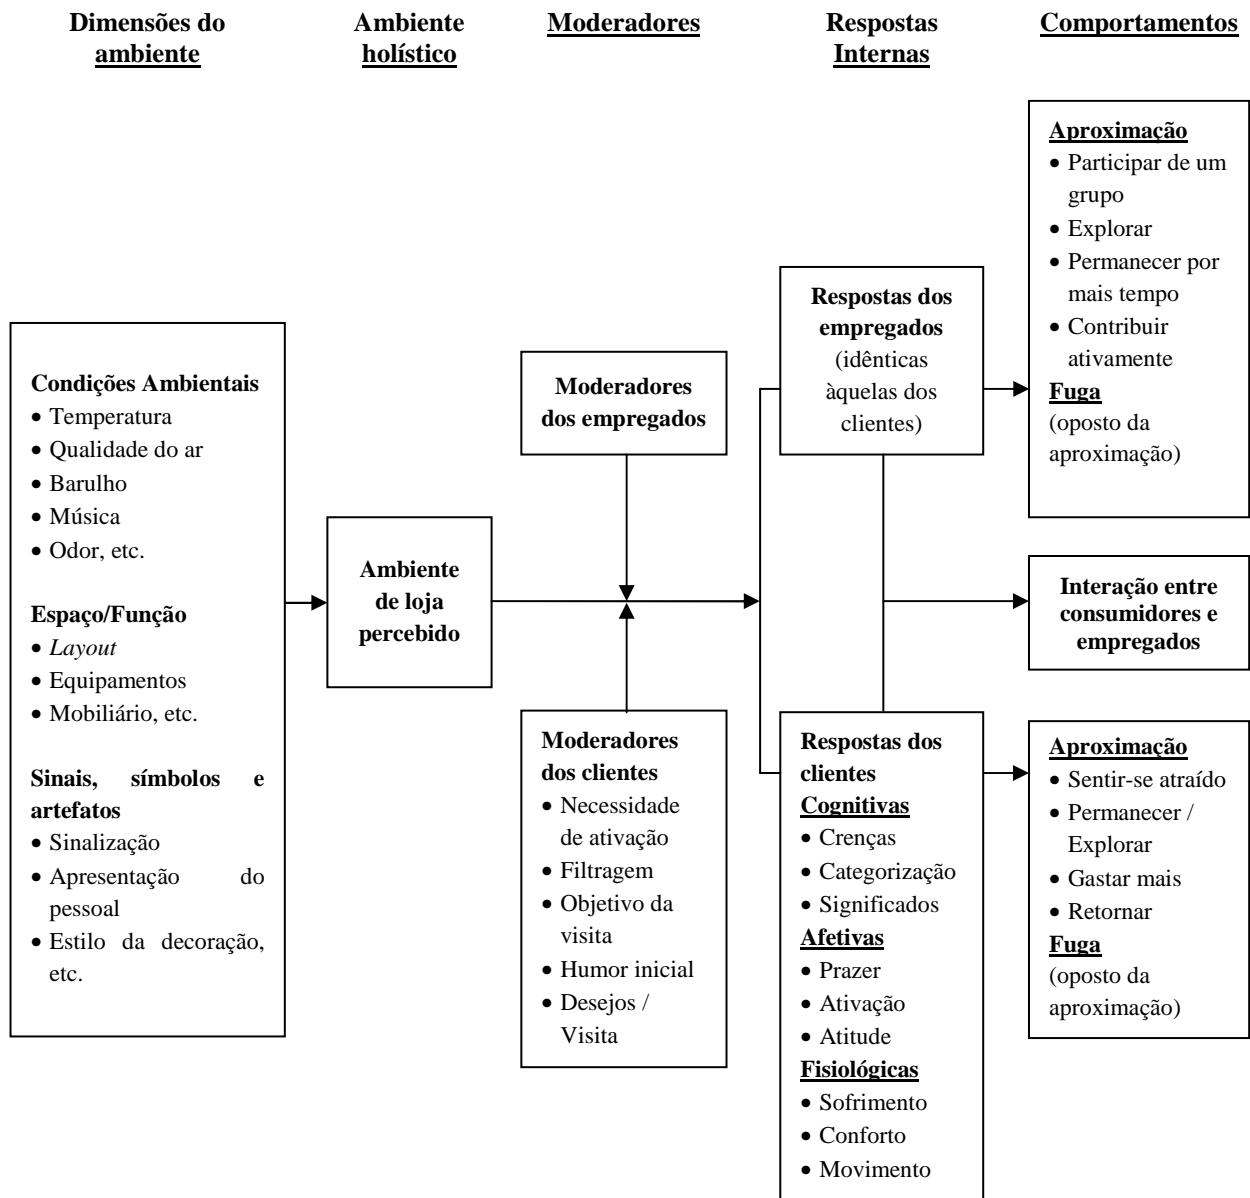 Dimensões do
ambiente
Ambiente
holístico
Moderadores
Respostas
Internas
Comportamentos
Condições Ambientais
• Temperatura
• Qualidade do ar
• Barulho
• Música
• Odor, etc.
Espaço/Função
• Layout
• Equipamentos
• Mobiliário, etc.
Sinais, símbolos e
artefatos
• Sinalização
• Apresentação do
pessoal
• Estilo da decoração,
etc.
Ambiente
de loja
percebido
Moderadores
dos empregados
Moderadores
dos clientes
• Necessidade
de ativação
• Filtragem
• Objetivo da
visita
• Humor inicial
• Desejos /
Visita
Respostas dos
empregados
(idênticas
àquelas dos
clientes)
Respostas dos
clientes
Cognitivas
• Crenças
• Categorização
• Significados
Afetivas
• Prazer
• Ativação
• Atitude
Fisiológicas
• Sofrimento
• Conforto
• Movimento
Aproximação
• Participar de um
grupo
• Explorar
• Permanecer por
mais tempo
• Contribuir
ativamente
Fuga
(oposto da
aproximação)
Interação entre
consumidores e
empregados
Aproximação
• Sentir-se atraído
• Permanecer /
Explorar
• Gastar mais
• Retornar
Fuga
(oposto da
aproximação)